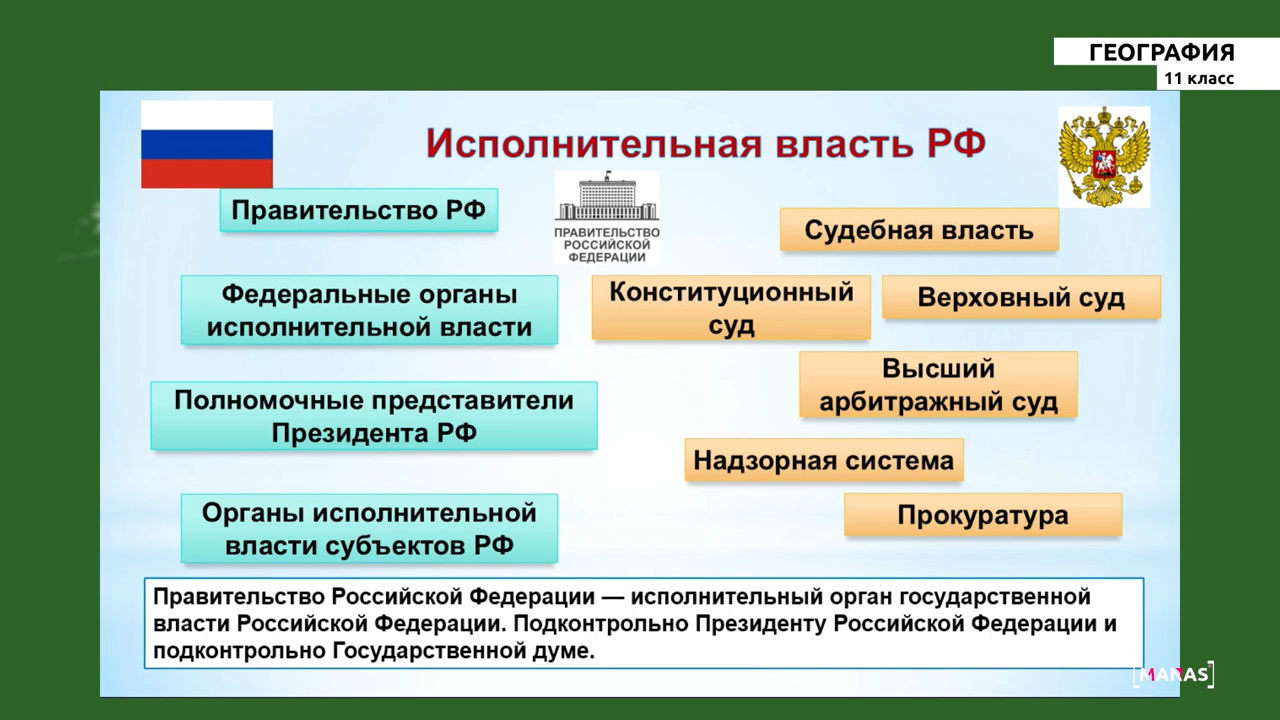 ГЕОГРАФИЯ
11 класс
Исполнительная власть РФ
Правительство РФ
ПРАВИТЕЛЬСТВО
РОССИЙСКОЙ
ФЕДЕРАЦИИ
Судебная власть
Федеральные органы
исполнительной власти
Конституционный
суд
Верховный суд
Высший
арбитражный суд
Полномочные представители
Президента РФ
Надзорная система
Прокуратура
Органы исполнительной
власти субъектов РФ
Правительство Российской Федерации — исполнительный орган государственной
власти Российской Федерации. Подконтрольно Президенту Российской Федерации и
подконтрольно Государственной думе.
MANAS